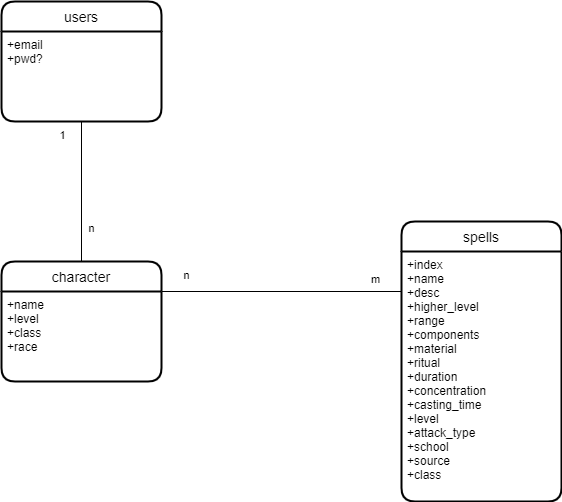 users
+email
+pwd?
1
n
character
+name
+level
+class
+race
n
m
spells
+index
+name
+desc
+higher_level
+range
+components
+material
+ritual
+duration
+concentration
+casting_time
+level
+attack_type
+school
+source
+class